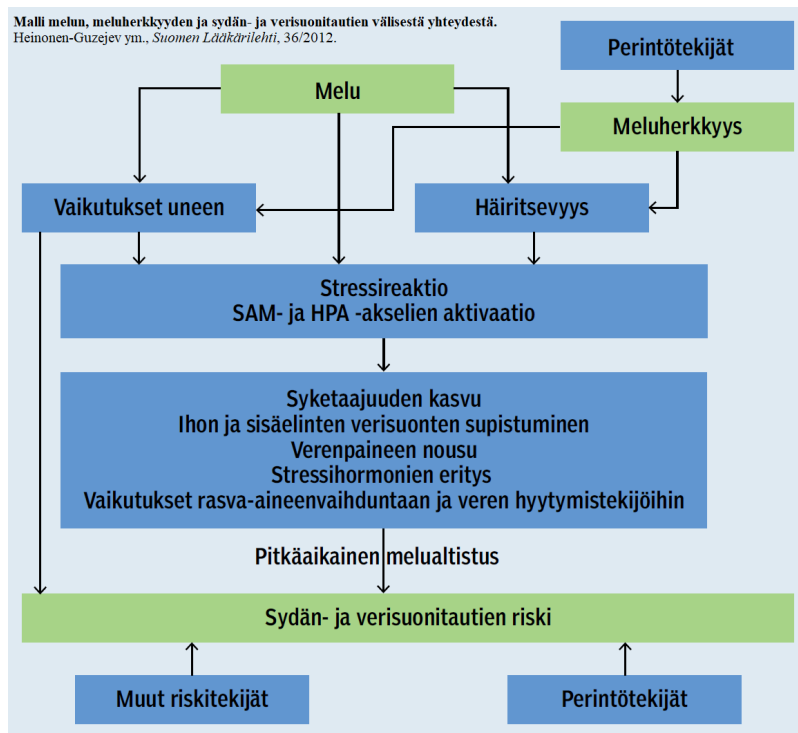 Malli melun, meluherkkyyden ja sydän- ja verisuonitautien välisestä yhteydestä.
Heinonen-Guzejev ym., Suomen Lääkärilehti, 36/2012.
Perintötekijät
Melu
Meluherkkyys
Vaikutukset uneen
Häiritsevyys
Stressireaktio
SAM- ja HPA -akselien aktivaatio
Syketaajuuden kasvu
Ihon ja sisäelinten verisuonten supistuminen
Verenpaineen nousu
Stressihormonien eritys
Vaikutukset rasva-aineenvaihduntaan ja veren hyytymistekijöihin
Pitkäaikainen melualtistus
Sydän- ja verisuonitautien riski
Muut riskitekijät
Perintötekijät